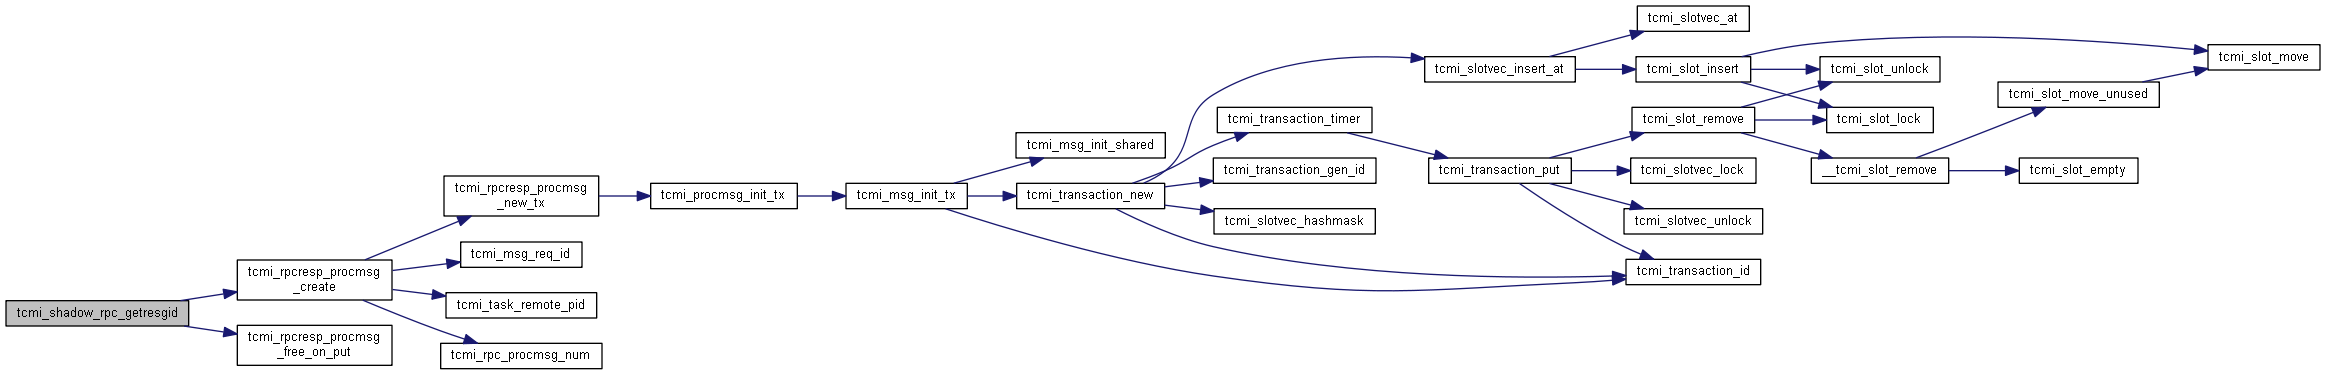 tcmi_shadow_rpc_getresgid
tcmi_rpcresp_procmsg
_create
tcmi_rpcresp_procmsg
_free_on_put
tcmi_rpcresp_procmsg
_new_tx
tcmi_msg_req_id
tcmi_task_remote_pid
tcmi_rpc_procmsg_num
tcmi_procmsg_init_tx
tcmi_msg_init_tx
tcmi_msg_init_shared
tcmi_transaction_new
tcmi_transaction_timer
tcmi_transaction_gen_id
tcmi_slotvec_hashmask
tcmi_slotvec_insert_at
tcmi_transaction_put
tcmi_slotvec_at
tcmi_slot_insert
tcmi_slot_remove
tcmi_slotvec_lock
tcmi_slotvec_unlock
tcmi_transaction_id
tcmi_slot_unlock
tcmi_slot_lock
__tcmi_slot_remove
tcmi_slot_move_unused
tcmi_slot_empty
tcmi_slot_move